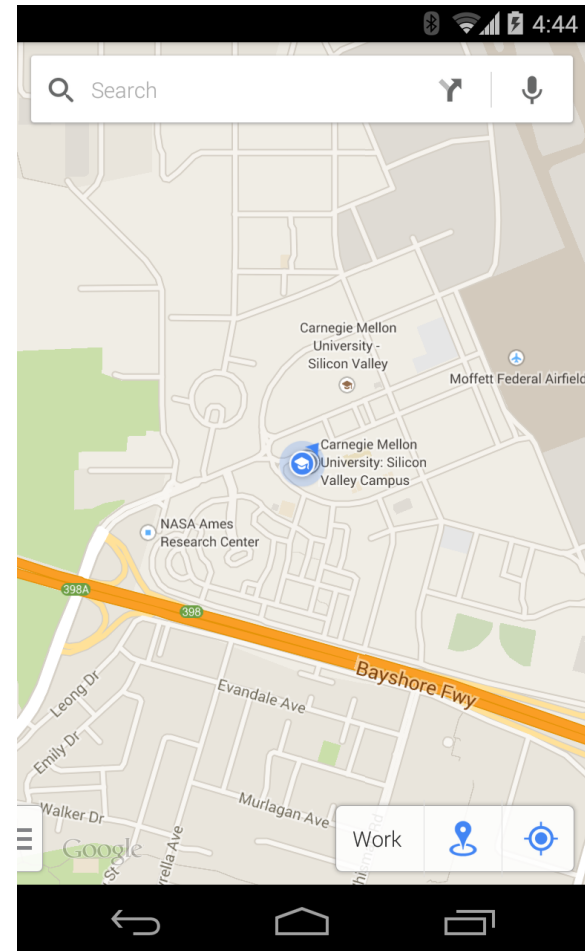 4:44
Search
Carnegie Mellon
University -
Silicon Valley
Moffett Federal Airfield
Carnegie Mellon
University: Silicon
Valley Campus
NASA Ames
Research Center
398A
398
Bayshore Fwy
Leong Dr
Evandale Ave
Emily Dr
Walker Dr
Murlagan Ave
Work
Google